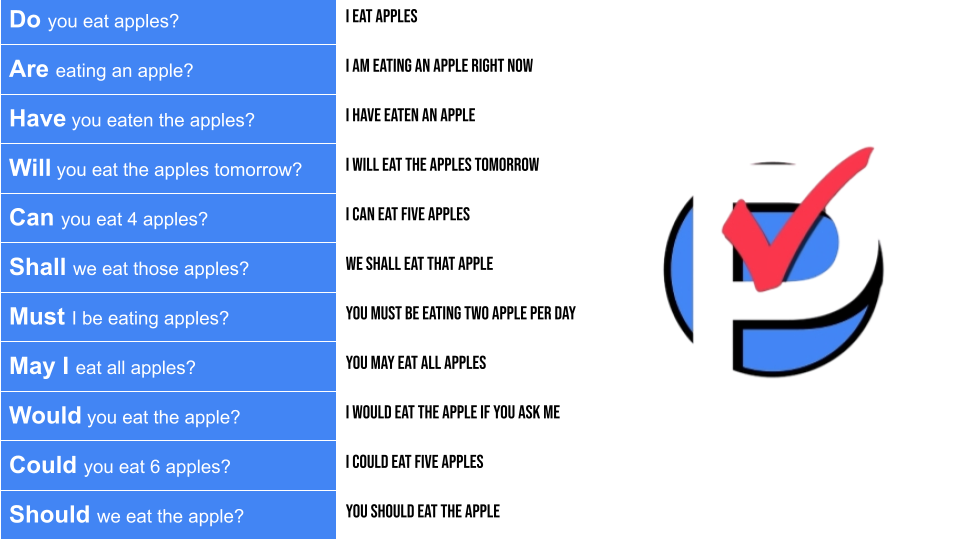 Do you eat apples?
I EAT APPLES
Are eating an apple?
I AM EATING AN APPLE RIGHT NOW
Have you eaten the apples?
I HAVE EATEN AN APPLE
Will you eat the apples tomorrow?
I WILL EAT THE APPLES TOMORROW
Can you eat 4 apples?
I CAN EAT FIVE APPLES
Shall we eat those apples?
WE SHALL EAT THAT APPLE
Must I be eating apples?
YOU MUST BE EATING TWO APPLE PER DAY
May I eat all apples?
YOU MAY EAT ALL APPLES
Would you eat the apple?
I WOULD EAT THE APPLE IF YOU ASK ME
Could you eat 6 apples?
I COULD EAT FIVE APPLES
Should we eat the apple?
YOU SHOULD EAT THE APPLE